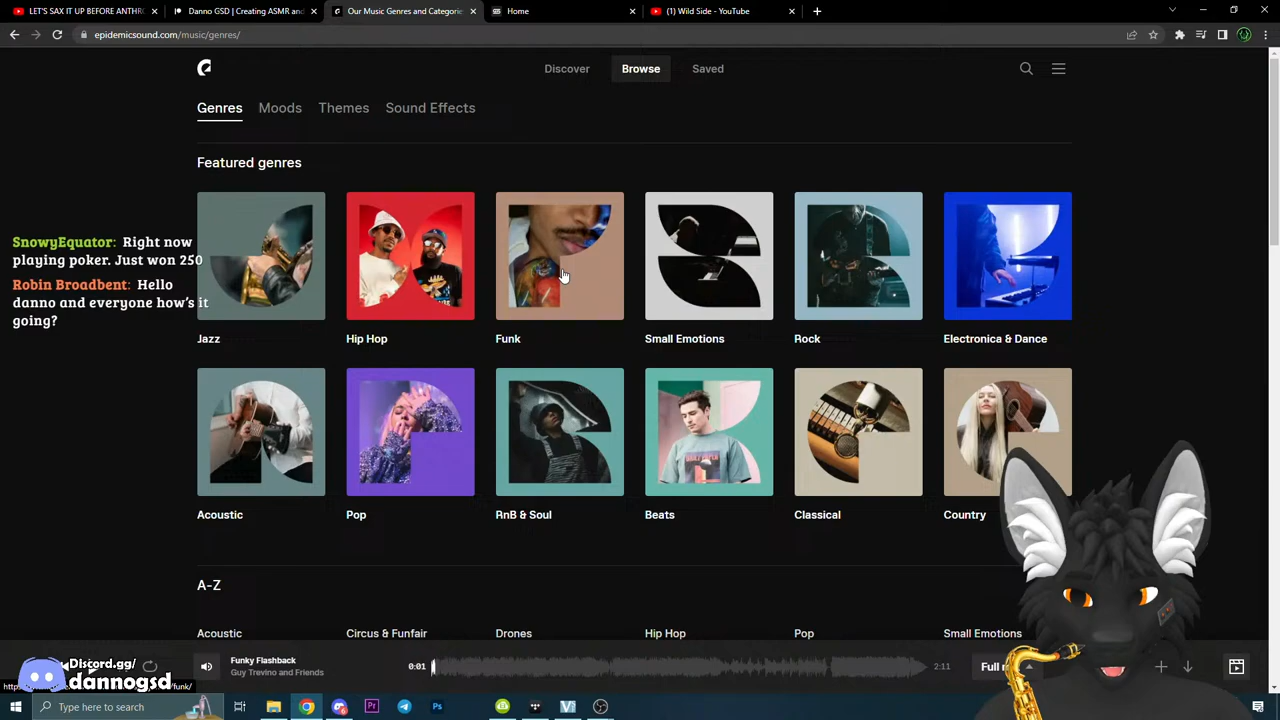 LET'S SAX IT UP BEFORE ANTHR
Danno GSD | Creating ASMR and
Our Music Genres and Categorie
Home
(1) Wild Side - YouTube
epidemicsound.com/music/genres/
Discover
Browse
Saved
Genres
Moods
Themes
Sound Effects
Featured genres
SnowyEquator: Right now
playing poker. Just won 250
Robin Broadbent: Hello
danno and everyone how's it
going?
Jazz
Hip Hop
Funk
Small Emotions
Rock
Electronica & Dance
Acoustic
Pop
RnB & Soul
Beats
Classical
Country
A-Z
Acoustic
Circus & Funfair
Drones
Hip Hop
Pop
Small Emotions
Discord.gg/
dannogsd
Funky Flashback
Guy Trevino and Friends
0:01
2:11
Full
Type here to search